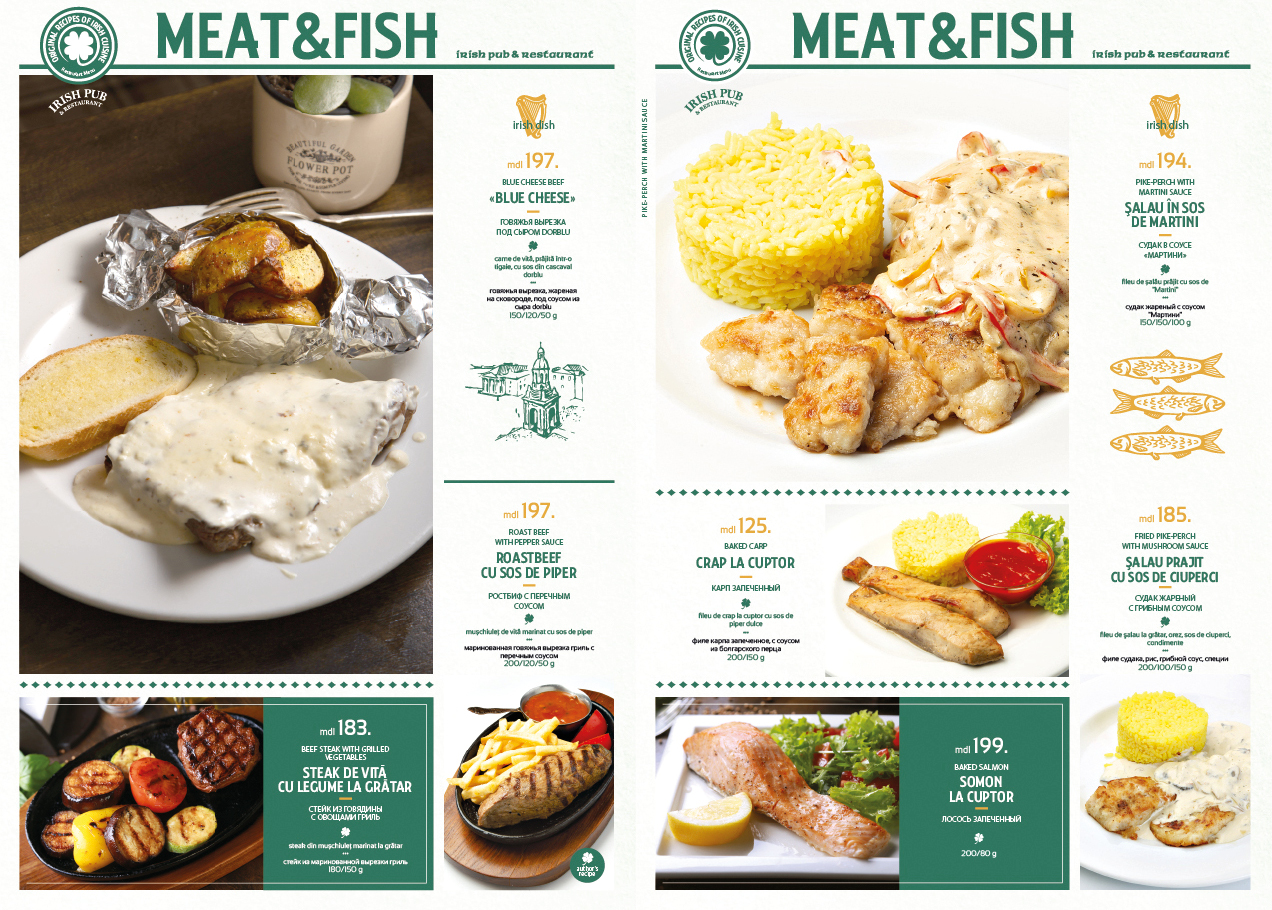 ORIGINAL RECIPES OF IRISH CUISINE
Restaurant Menu
IRISH PUB
& RESTAURANT
MEAT&FISH
irish pub & restaurant
BEAUTIFUL GARDEN
FLOWER POT
irish dish
mdl 197.
BLUE CHEESE BEEF
«BLUE CHEESE»
ГОВЯЖЬЯ ВЫРЕЗКА
ПОД СЫРОМ DORBLU
carne de vită, prăjită într-o
tigaie, cu sos din cascaval
dorblu
***
говяжья вырезка, жареная
на сковороде, под соусом из
сыра dorblu
150/120/50 g
mdl 197.
ROAST BEEF
WITH PEPPER SAUCE
ROASTBEEF
CU SOS DE PIPER
РОСТБИФ С ПЕРЕЧНЫМ
СОУСОМ
mușchiuleț de vită marinat cu sos de piper
***
маринованная говяжья вырезка гриль с
перечным соусом
200/120/50 g
author's
recipe
mdl 183.
BEEF STEAK WITH GRILLED
VEGETABLES
STEAK DE VITĂ
CU LEGUME LA GRĂTAR
СТЕЙК ИЗ ГОВЯДИНЫ
С ОВОЩАМИ ГРИЛЬ
steak din mușchiuleț marinat la grătar
***
стейк из маринованной вырезки гриль
180/150 g
ORIGINAL RECIPES OF IRISH CUISINE
Restaurant Menu
IRISH PUB
& RESTAURANT
MEAT&FISH
irish pub & restaurant
PIKE-PERCH WITH MARTINI SAUCE
irish dish
mdl 194.
PIKE-PERCH WITH
MARTINI SAUCE
ŞALAU ÎN SOS
DE MARTINI
СУДАК В СОУСЕ
«МАРТИНИ»
fileu de șalău prăjit cu sos de
"Martini"
***
судак жареный с соусом
"Мартини"
150/150/100 g
mdl 125.
BAKED CARP
CRAP LA CUPTOR
КАРП ЗАПЕЧЕННЫЙ
fileu de crap la cuptor cu sos de
piper dulce
***
филе карпа запеченное, с соусом
из болгарского перца
200/150 g
mdl 185.
FRIED PIKE-PERCH
WITH MUSHROOM SAUCE
ŞALAU PRAJIT
CU SOS DE CIUPERCI
СУДАК ЖАРЕНЫЙ
С ГРИБНЫМ СОУСОМ
fileu de șalau la grătar, orez, sos de ciuperci,
condimente
***
филе судака, рис, грибной соус, специи
200/100/150 g
mdl 199.
BAKED SALMON
SOMON
LA CUPTOR
ЛОСОСЬ ЗАПЕЧЕННЫЙ
200/80 g